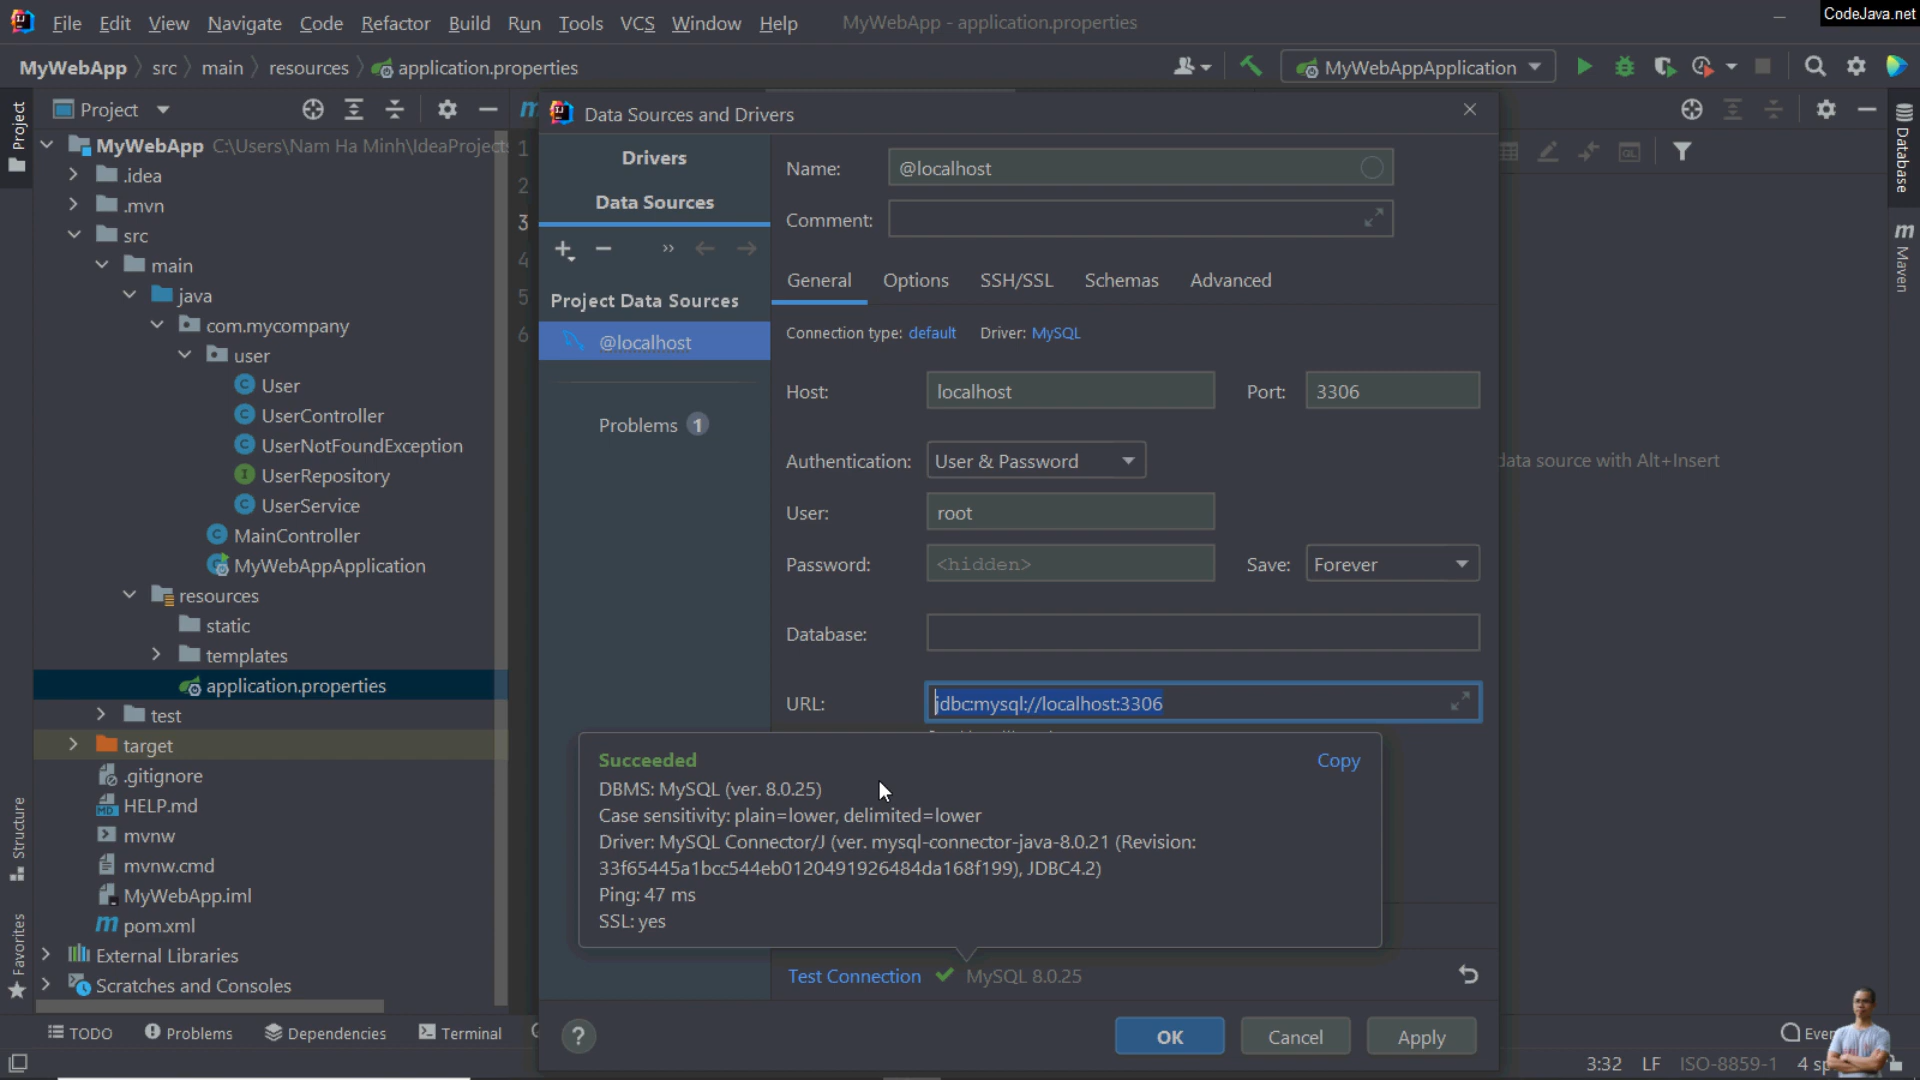 File Edit View Navigate Code Refactor Build Run Tools VCS Window Help MyWebApp - application.properties
CodeJava.net
MyWebApp src main resources application.properties
MyWebAppApplication
Project
Project
MyWebApp C:\Users\Nam Ha Minh\IdeaProject
.idea
.mvn
src
main
java
com.mycompany
user
User
UserController
UserNotFoundException
UserRepository
UserService
MainController
MyWebAppApplication
resources
static
templates
application.properties
test
target
.gitignore
HELP.md
mvnw
mvnw.cmd
MyWebApp.iml
pom.xml
External Libraries
Scratches and Consoles
Structure
Favorites
1
2
3
4
5
6
Data Sources and Drivers
Drivers
Data Sources
Project Data Sources
@localhost
Problems 1
Name: @localhost
Comment:
General Options SSH/SSL Schemas Advanced
Connection type: default Driver: MySQL
Host: localhost Port: 3306
Authentication: User & Password
User: root
Password: <hidden> Save: Forever
Database:
URL: jdbc:mysql://localhost:3306
Succeeded Copy
DBMS: MySQL (ver. 8.0.25)
Case sensitivity: plain=lower, delimited=lower
Driver: MySQL Connector/J (ver. mysql-connector-java-8.0.21 (Revision:
33f65445a1bcc544eb0120491926484da168f199), JDBC4.2)
Ping: 47 ms
SSL: yes
Test Connection MySQL 8.0.25
? OK Cancel Apply
data source with Alt+Insert
Database
Maven
TODO Problems Dependencies Terminal
3:32 LF ISO-8859-1